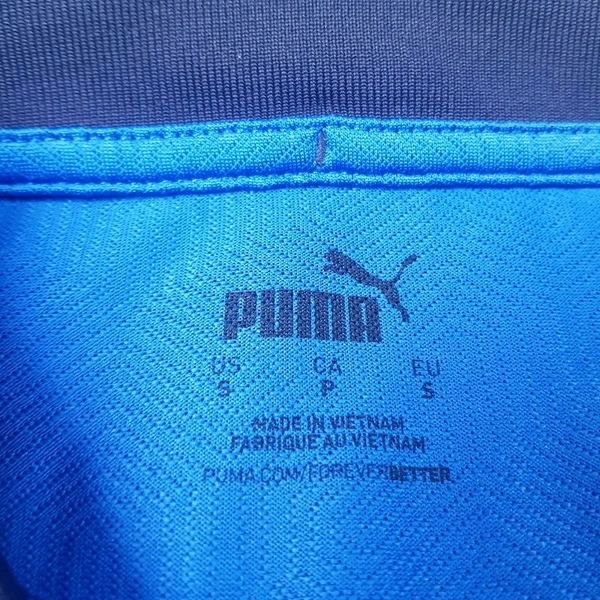 PUMA
US CA EU
S P S
MADE IN VIETNAM
FABRIQUE AU VIETNAM
PUMA.COM/FOREVERBETTER